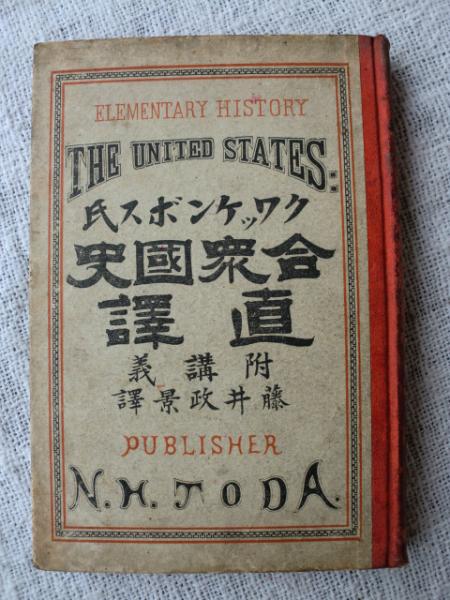 ELEMENTARY HISTORY
THE UNITED STATES:
クワッケンボス氏
合衆國史
直譯
附講義
藤井政景譯
PUBLISHER
N.H.TODA.